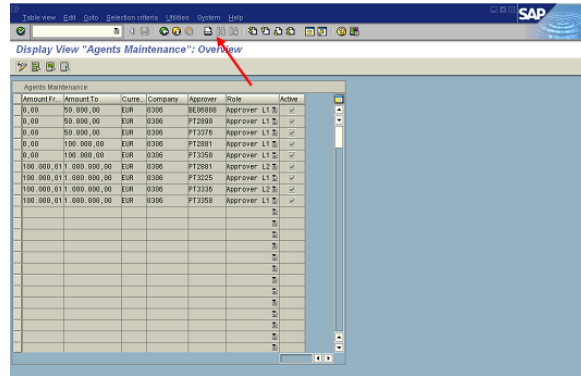 Table view Edit Goto Selection criteria Utilities System Help
SAP
Display View "Agents Maintenance": Overview
Agents Maintenance
Amount Fr... Amount To Curre... Company Approver Role Active
0,00 50.000,00 EUR 0306 BE06086 Approver L1
0,00 50.000,00 EUR 0306 PT2890 Approver L1
0,00 50.000,00 EUR 0306 PT3376 Approver L1
0,00 100.000,00 EUR 0306 PT2881 Approver L1
0,00 100.000,00 EUR 0306 PT3358 Approver L1
100.000,01 1.000.000,00 EUR 0306 PT2881 Approver L2
100.000,01 1.000.000,00 EUR 0306 PT3225 Approver L1
100.000,01 1.000.000,00 EUR 0306 PT3336 Approver L2
100.000,01 1.000.000,00 EUR 0306 PT3358 Approver L1